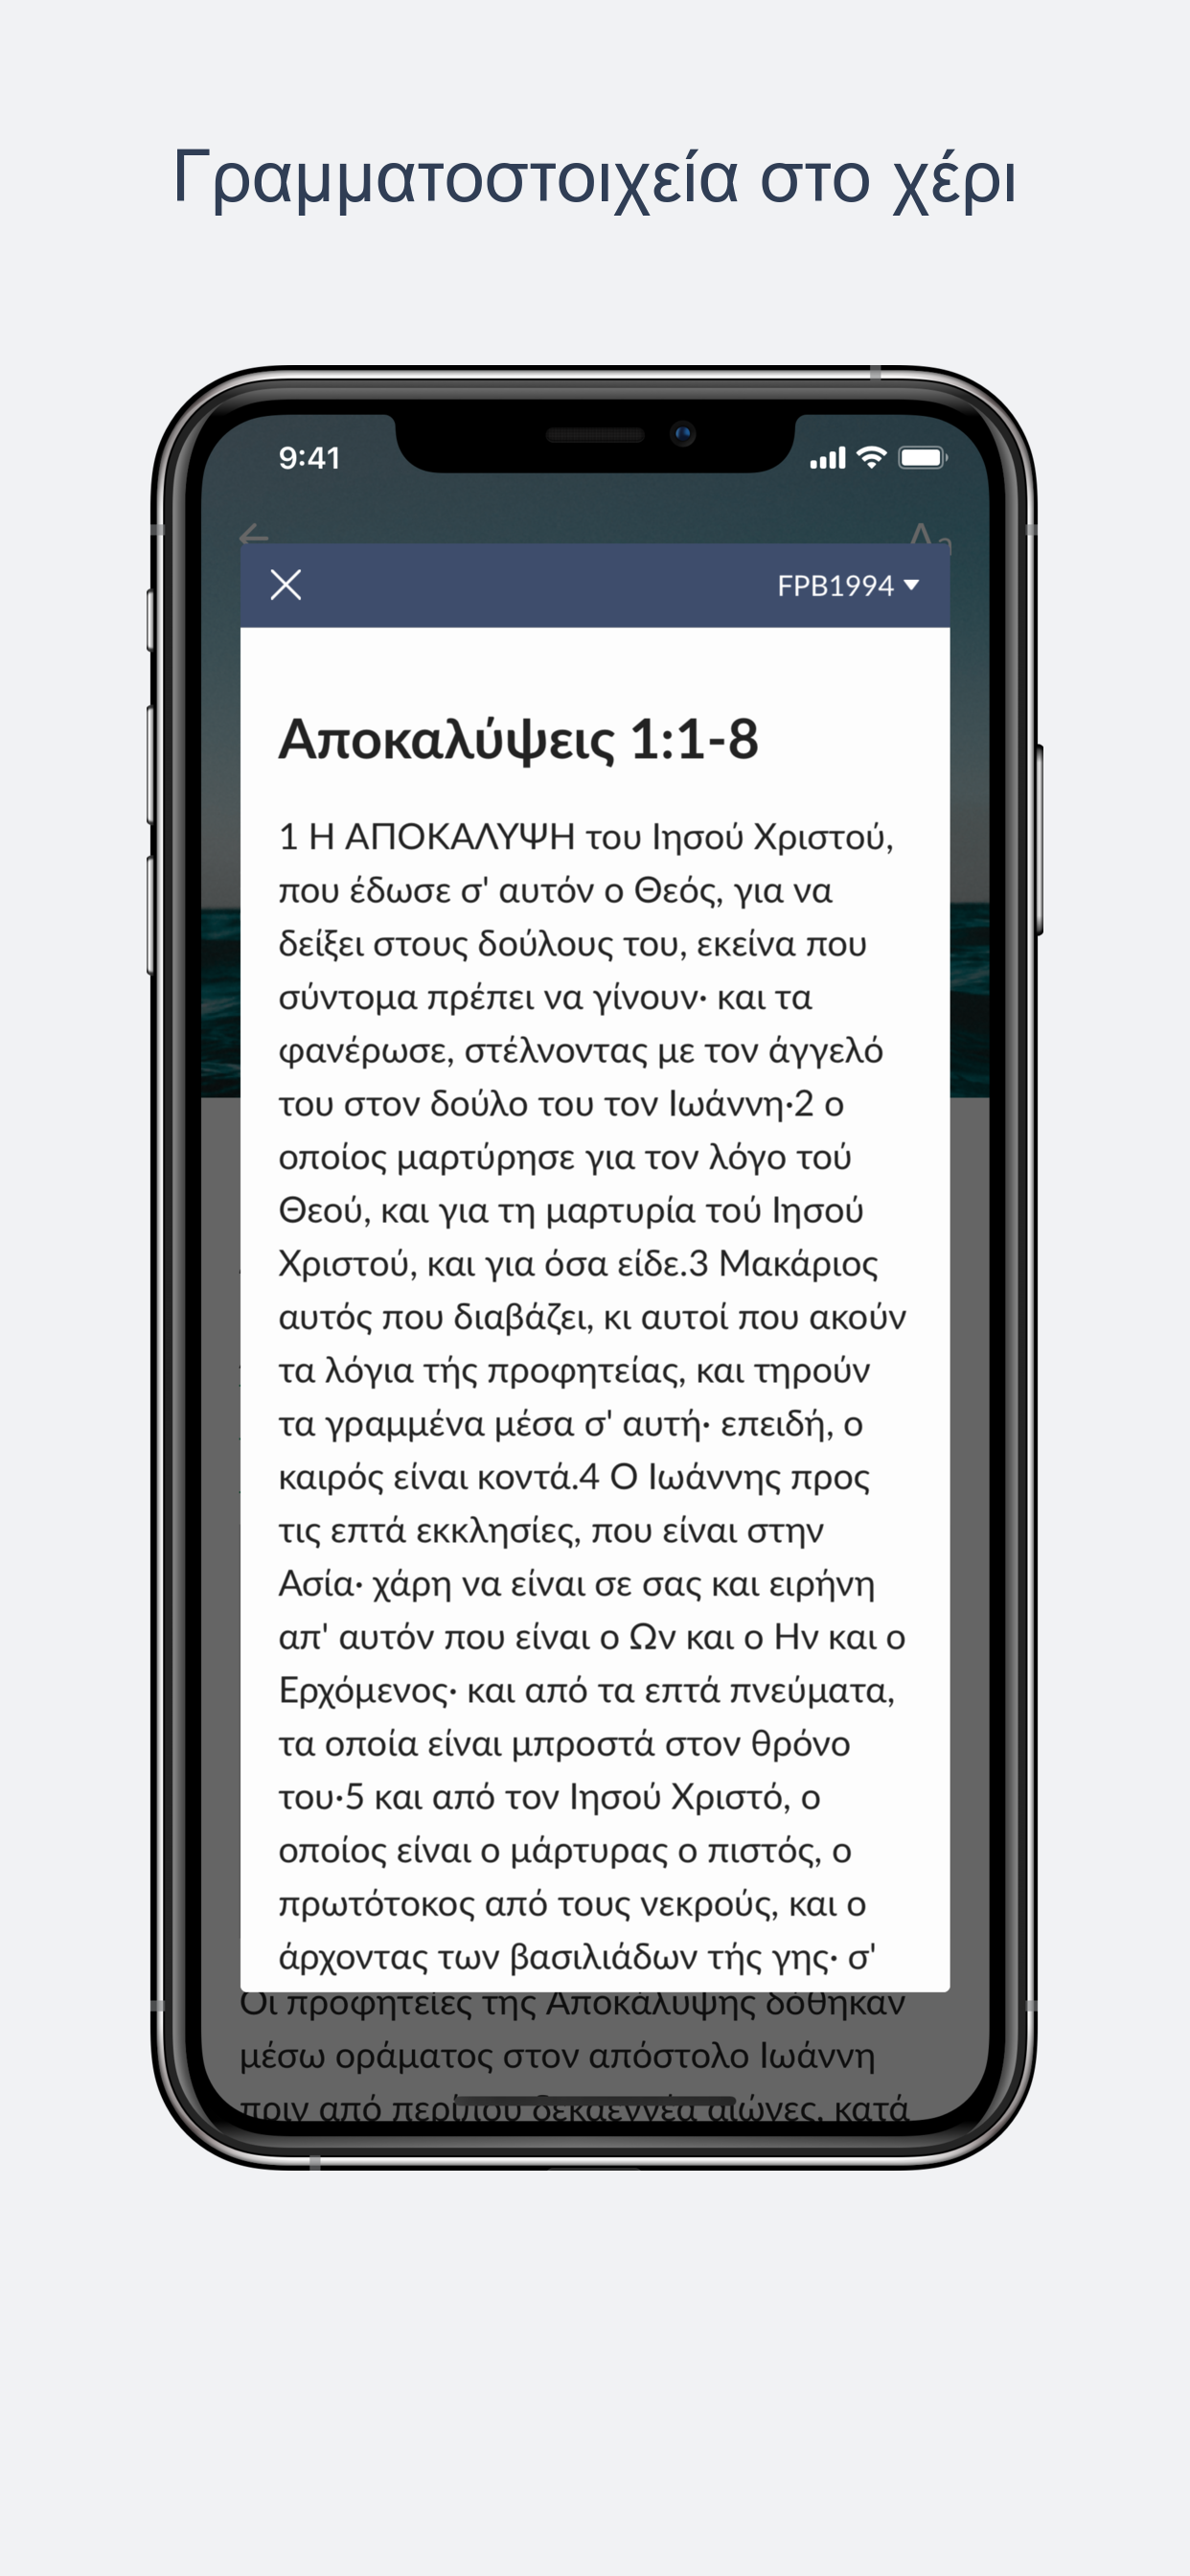 Γραμματοστοιχεία στο χέρι
9:41
Aa
FPB1994
Αποκαλύψεις 1:1-8
1 Η ΑΠΟΚΑΛΥΨΗ του Ιησού Χριστού,
που έδωσε σ' αυτόν ο Θεός, για να
δείξει στους δούλους του, εκείνα που
σύντομα πρέπει να γίνουν· και τα
φανέρωσε, στέλνοντας με τον άγγελό
του στον δούλο του τον Ιωάννη·2 ο
οποίος μαρτύρησε για τον λόγο τού
Θεού, και για τη μαρτυρία τού Ιησού
Χριστού, και για όσα είδε.3 Μακάριος
αυτός που διαβάζει, κι αυτοί που ακούν
τα λόγια τής προφητείας, και τηρούν
τα γραμμένα μέσα σ' αυτή· επειδή, ο
καιρός είναι κοντά.4 Ο Ιωάννης προς
τις επτά εκκλησίες, που είναι στην
Ασία· χάρη να είναι σε σας και ειρήνη
απ' αυτόν που είναι ο Ων και ο Ην και ο
Ερχόμενος· και από τα επτά πνεύματα,
τα οποία είναι μπροστά στον θρόνο
του·5 και από τον Ιησού Χριστό, ο
οποίος είναι ο μάρτυρας ο πιστός, ο
πρωτότοκος από τους νεκρούς, και ο
άρχοντας των βασιλιάδων τής γης· σ'
Οι προφητείες της Αποκάλυψης δόθηκαν
μέσω οράματος στον απόστολο Ιωάννη
πριν από περίπου δεκαεννέα αιώνες, κατά